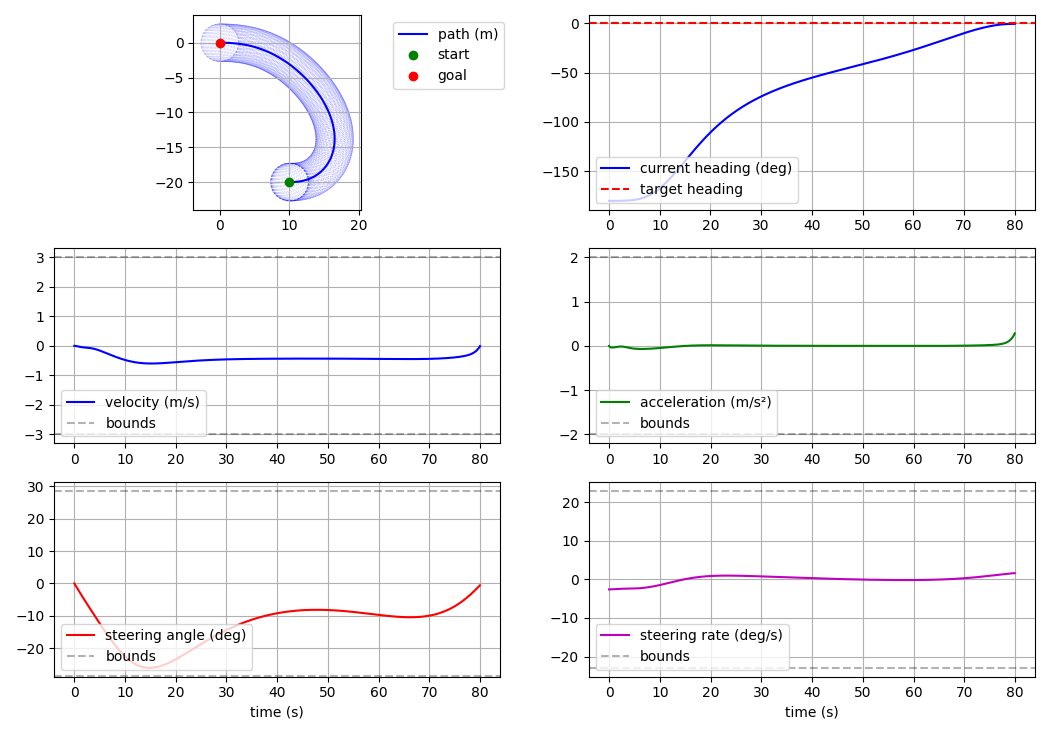 0
−5
−10
−15
−20
0 10 20
path (m)
start
goal
0
−50
−100
−150
current heading (deg)
target heading
0 10 20 30 40 50 60 70 80
3
2
1
0
−1
−2
−3
velocity (m/s)
bounds
0 10 20 30 40 50 60 70 80
2
1
0
−1
−2
acceleration (m/s²)
bounds
0 10 20 30 40 50 60 70 80
30
20
10
0
−10
−20
steering angle (deg)
bounds
0 10 20 30 40 50 60 70 80
time (s)
20
10
0
−10
−20
steering rate (deg/s)
bounds
0 10 20 30 40 50 60 70 80
time (s)